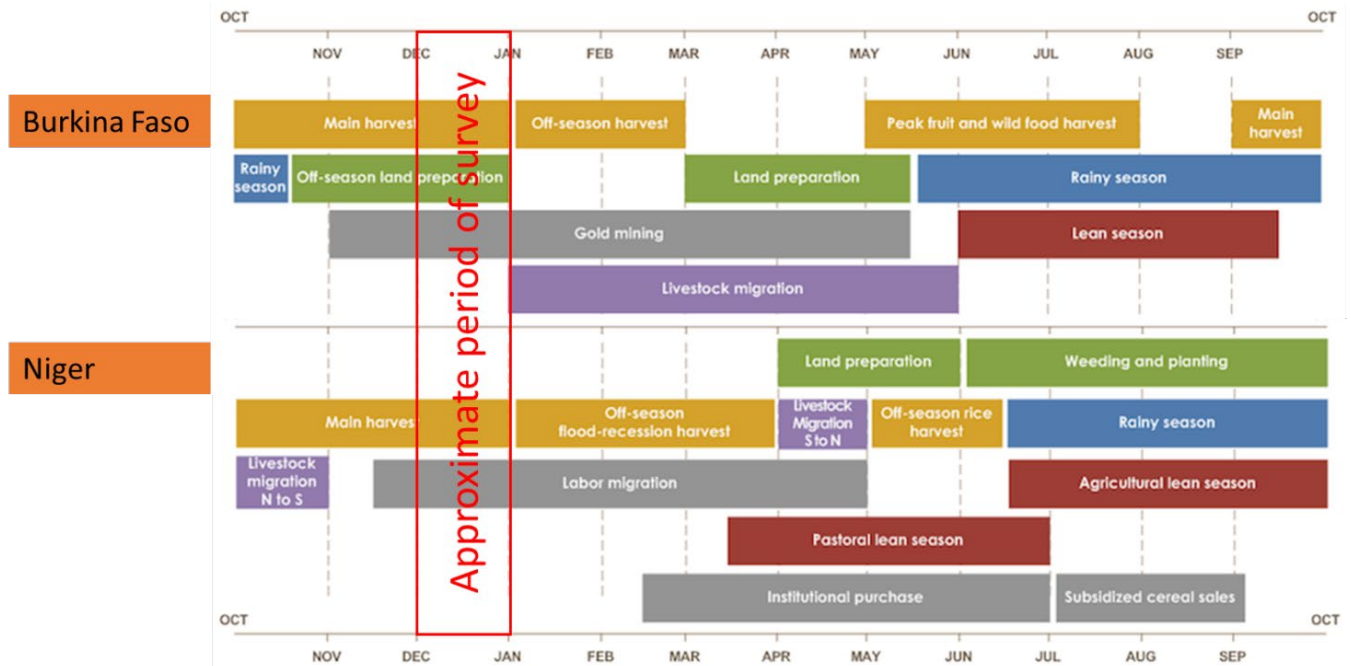 OCT OCT
NOV DEC JAN FEB MAR APR MAY JUN JUL AUG SEP
Burkina Faso
Main harvest
Off-season harvest
Peak fruit and wild food harvest
Main
harvest
Rainy
season
Off-season land preparation
Land preparation
Rainy season
Gold mining
Lean season
Livestock migration
Approximate period of survey
Niger
Land preparation
Weeding and planting
Main harvest
Off-season
flood-recession harvest
Livestock
Migration
S to N
Off-season rice
harvest
Rainy season
Livestock
migration
N to S
Labor migration
Agricultural lean season
Pastoral lean season
Institutional purchase
Subsidized cereal sales
OCT OCT
NOV DEC JAN FEB MAR APR MAY JUN JUL AUG SEP